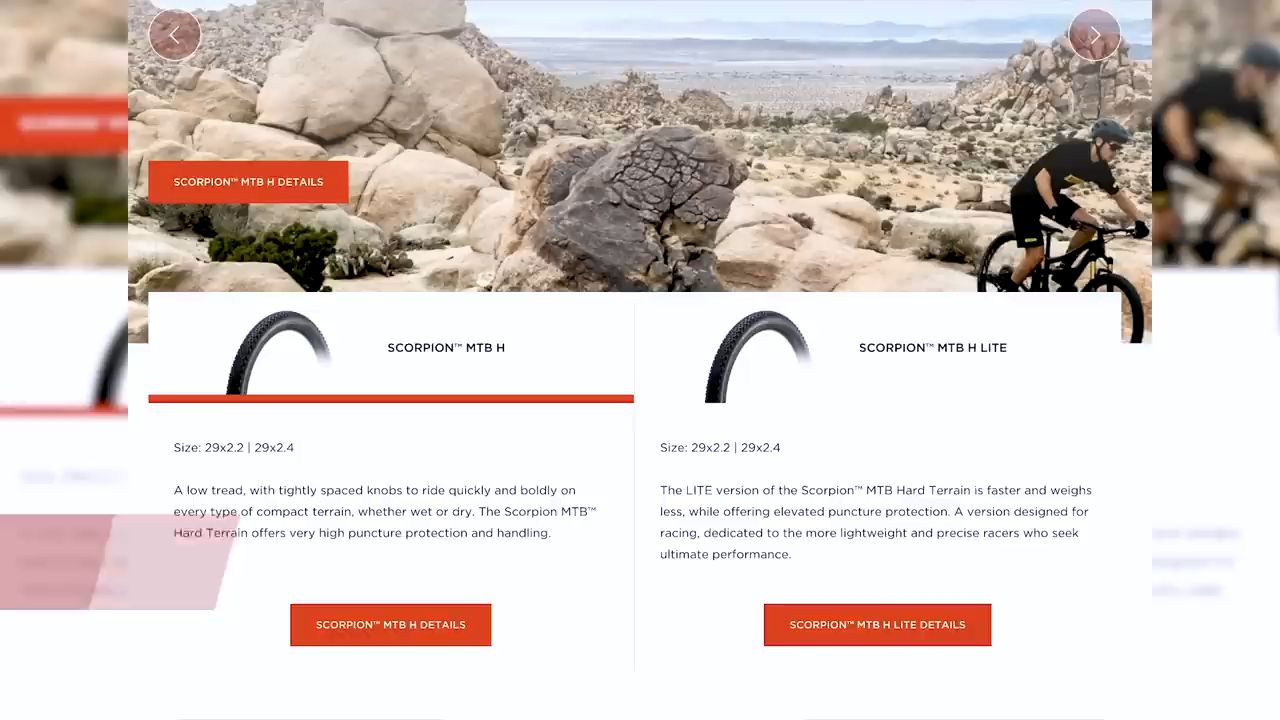 SCORPION™ MTB H DETAILS
SCORPION™ MTB H
SCORPION™ MTB H LITE
Size: 29x2.2 | 29x2.4
A low tread, with tightly spaced knobs to ride quickly and boldly on
every type of compact terrain, whether wet or dry. The Scorpion MTB™
Hard Terrain offers very high puncture protection and handling.
SCORPION™ MTB H DETAILS
Size: 29x2.2 | 29x2.4
The LITE version of the Scorpion™ MTB Hard Terrain is faster and weighs
less, while offering elevated puncture protection. A version designed for
racing, dedicated to the more lightweight and precise racers who seek
ultimate performance.
SCORPION™ MTB H LITE DETAILS